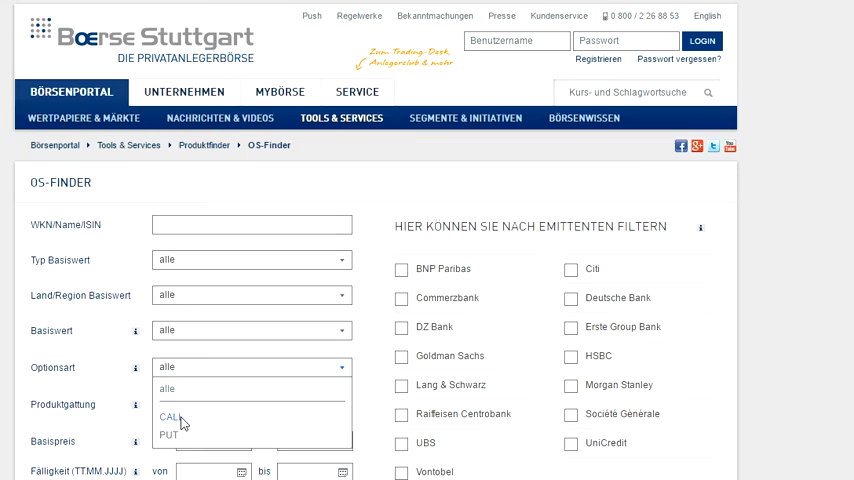 Push Regelwerke Bekanntmachungen Presse Kundenservice 0 800 / 2 26 88 53 English
Bœrse Stuttgart
DIE PRIVATANLEGERBÖRSE
Zum Trading-Desk, Anlegerclub & mehr
Benutzername Passwort LOGIN
Registrieren Passwort vergessen?
BÖRSENPORTAL UNTERNEHMEN MYBÖRSE SERVICE Kurs- und Schlagwortsuche
WERTPAPIERE & MÄRKTE NACHRICHTEN & VIDEOS TOOLS & SERVICES SEGMENTE & INITIATIVEN BÖRSENWISSEN
Börsenportal Tools & Services Produktfinder OS-Finder
OS-FINDER
WKN/Name/ISIN
Typ Basiswert alle
Land/Region Basiswert alle
Basiswert alle
Optionsart alle
alle
Produktgattung
CALL
PUT
Basispreis
Fälligkeit (TT.MM.JJJJ) von bis
HIER KÖNNEN SIE NACH EMITTENTEN FILTERN
BNP Paribas Citi
Commerzbank Deutsche Bank
DZ Bank Erste Group Bank
Goldman Sachs HSBC
Lang & Schwarz Morgan Stanley
Raiffeisen Centrobank Société Générale
UBS UniCredit
Vontobel